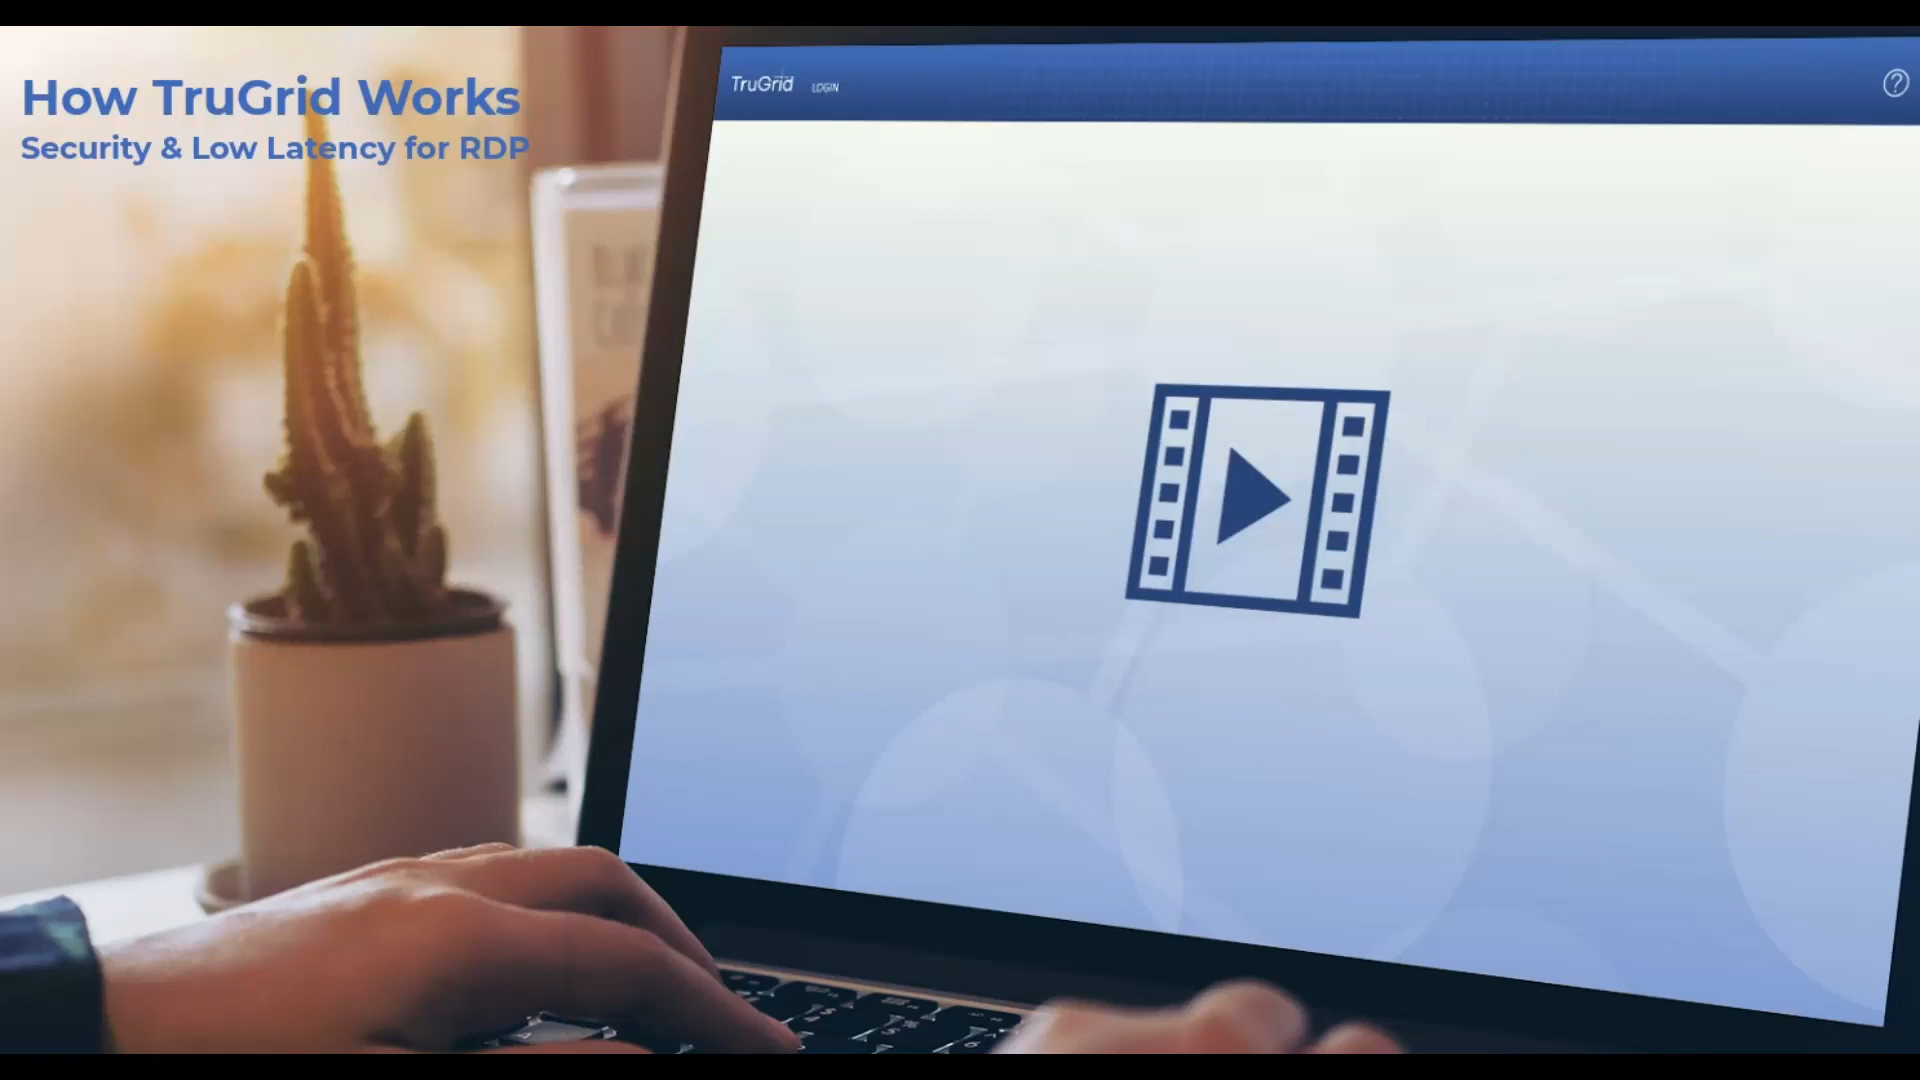 How TruGrid Works
Security & Low Latency for RDP
TruGrid LOGIN
?